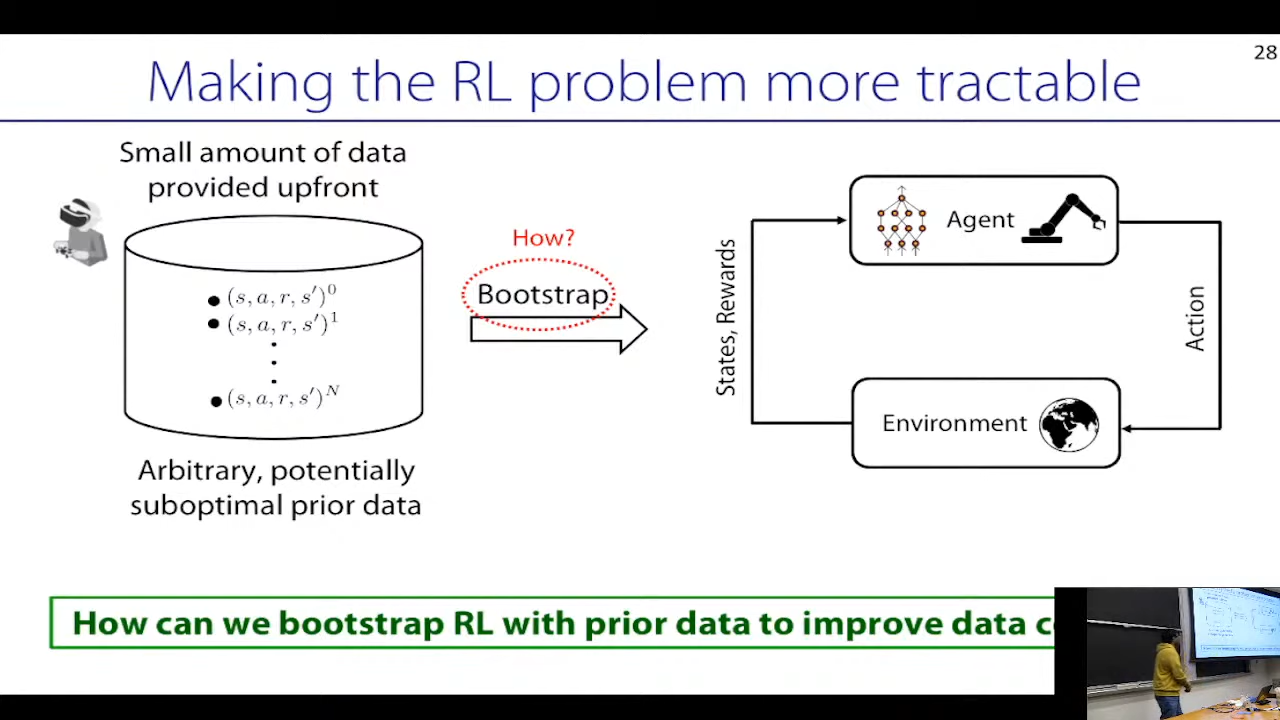 28
Making the RL problem more tractable
Small amount of data
provided upfront
(s, a, r, s′)⁰
(s, a, r, s′)¹
(s, a, r, s′)ᴺ
Arbitrary, potentially
suboptimal prior data
How?
Bootstrap
States, Rewards
Agent
Action
Environment
How can we bootstrap RL with prior data to improve data